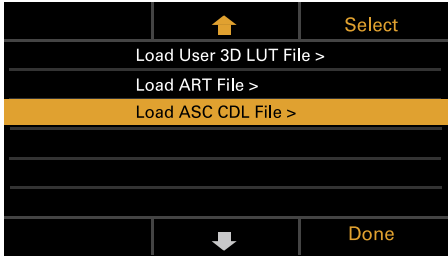 Select
Load User 3D LUT File >
Load ART File >
Load ASC CDL File >
Done